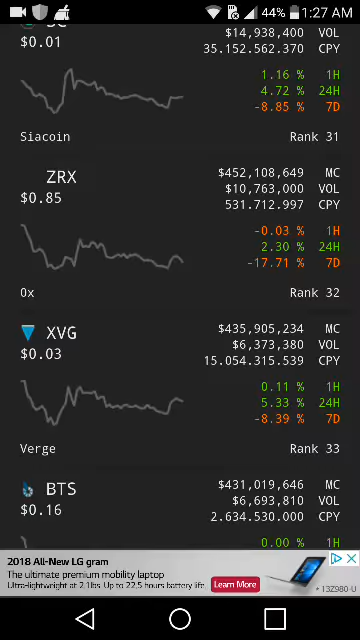 44% 1:27 AM
$14,938,400 VOL
$0.01
35.152.562.370 CPY
1.16 % 1H
4.72 % 24H
-8.85 % 7D
Siacoin Rank 31
ZRX $452,108,649 MC
$0.85 $10,763,000 VOL
531.712.997 CPY
-0.03 % 1H
2.30 % 24H
-17.71 % 7D
0x Rank 32
XVG $435,905,234 MC
$0.03 $6,373,380 VOL
15.054.315.539 CPY
0.11 % 1H
5.33 % 24H
-8.39 % 7D
Verge Rank 33
BTS $431,019,646 MC
$0.16 $6,693,810 VOL
2.634.530.000 CPY
0.00 % 1H
2018 All-New LG gram
The ultimate premium mobility laptop
Ultra-lightweight at 2.1lbs. Up to 22.5 hours battery life. Learn More
* 13Z980-U